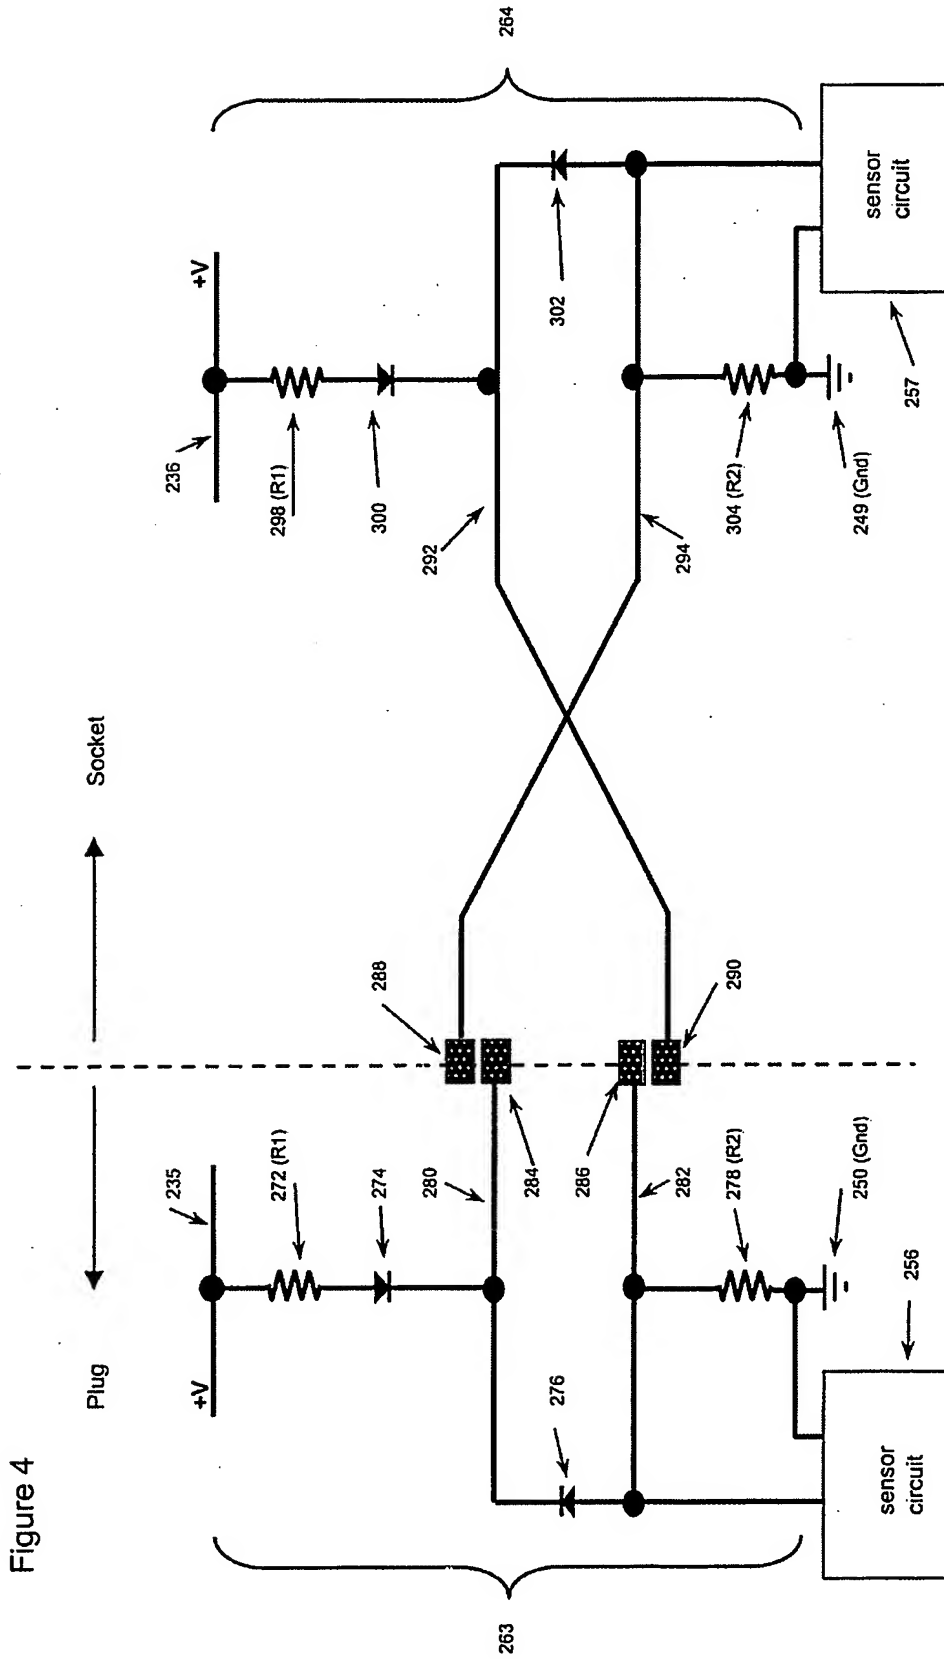 Figure 4
Plug
Socket
263
264
+V
235
236
+V
272 (R1)
298 (R1)
274
300
276
280
284
288
292
302
286
282
290
294
278 (R2)
304 (R2)
250 (Gnd)
249 (Gnd)
256
257
sensor
circuit
sensor
circuit